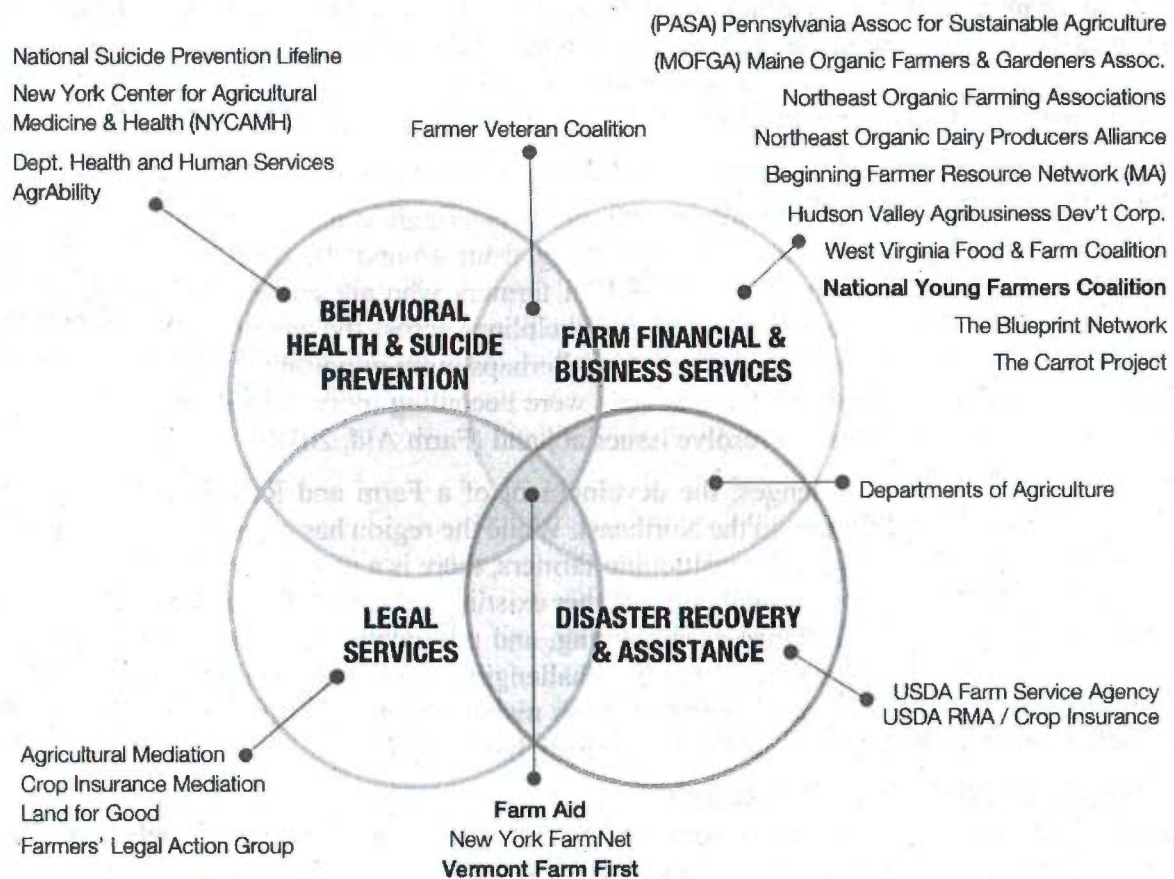 National Suicide Prevention Lifeline
New York Center for Agricultural
Medicine & Health (NYCAMH)
Dept. Health and Human Services
AgrAbility
Farmer Veteran Coalition
(PASA) Pennsylvania Assoc for Sustainable Agriculture
(MOFGA) Maine Organic Farmers & Gardeners Assoc.
Northeast Organic Farming Associations
Northeast Organic Dairy Producers Alliance
Beginning Farmer Resource Network (MA)
Hudson Valley Agribusiness Dev't Corp.
West Virginia Food & Farm Coalition
National Young Farmers Coalition
The Blueprint Network
The Carrot Project
BEHAVIORAL
HEALTH & SUICIDE
PREVENTION
FARM FINANCIAL &
BUSINESS SERVICES
Departments of Agriculture
LEGAL
SERVICES
DISASTER RECOVERY
& ASSISTANCE
USDA Farm Service Agency
USDA RMA / Crop Insurance
Agricultural Mediation
Crop Insurance Mediation
Land for Good
Farmers' Legal Action Group
Farm Aid
New York FarmNet
Vermont Farm First